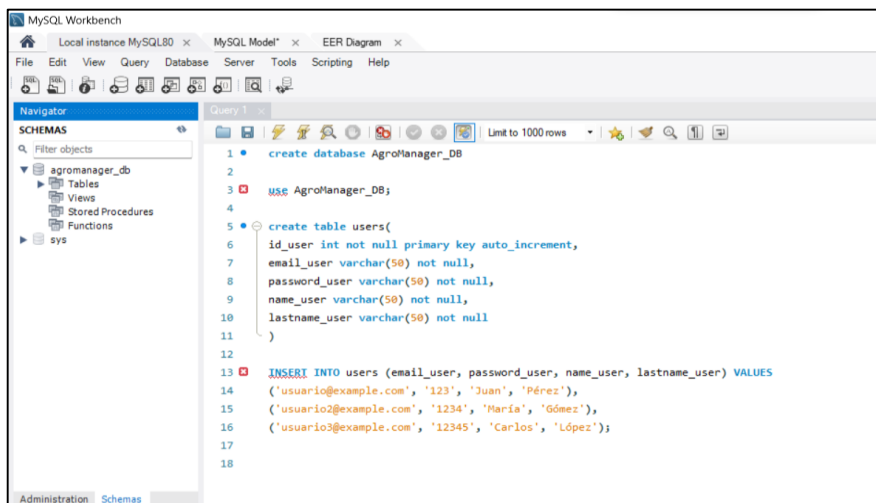 MySQL Workbench
Local instance MySQL80 × MySQL Model* × EER Diagram ×
File Edit View Query Database Server Tools Scripting Help
Navigator
Query 1 ×
SCHEMAS
Limit to 1000 rows
Filter objects
agromanager_db
Tables
Views
Stored Procedures
Functions
sys
1 create database AgroManager_DB
2
3 use AgroManager_DB;
4
5 create table users(
6 id_user int not null primary key auto_increment,
7 email_user varchar(50) not null,
8 password_user varchar(50) not null,
9 name_user varchar(50) not null,
10 lastname_user varchar(50) not null
11 )
12
13 INSERT INTO users (email_user, password_user, name_user, lastname_user) VALUES
14 ('usuario@example.com', '123', 'Juan', 'Pérez'),
15 ('usuario2@example.com', '1234', 'María', 'Gómez'),
16 ('usuario3@example.com', '12345', 'Carlos', 'López');
17
18
Administration Schemas